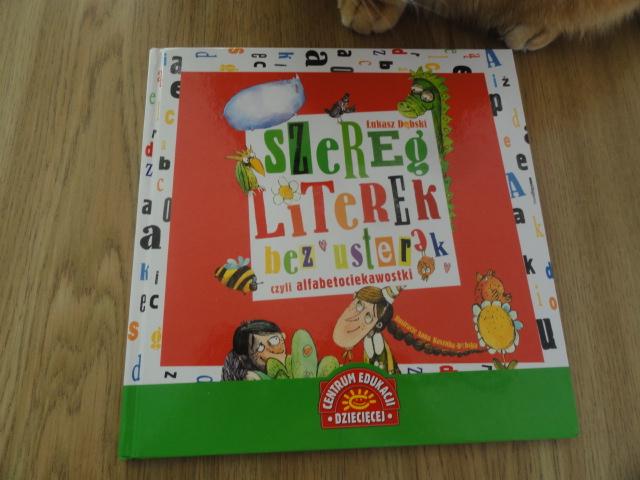 Łukasz Dębski
SZeReg
LiTeREK
bez usterek
czyli alfabetociekawostki
CENTRUM EDUKACJI
DZIECIĘCEJ